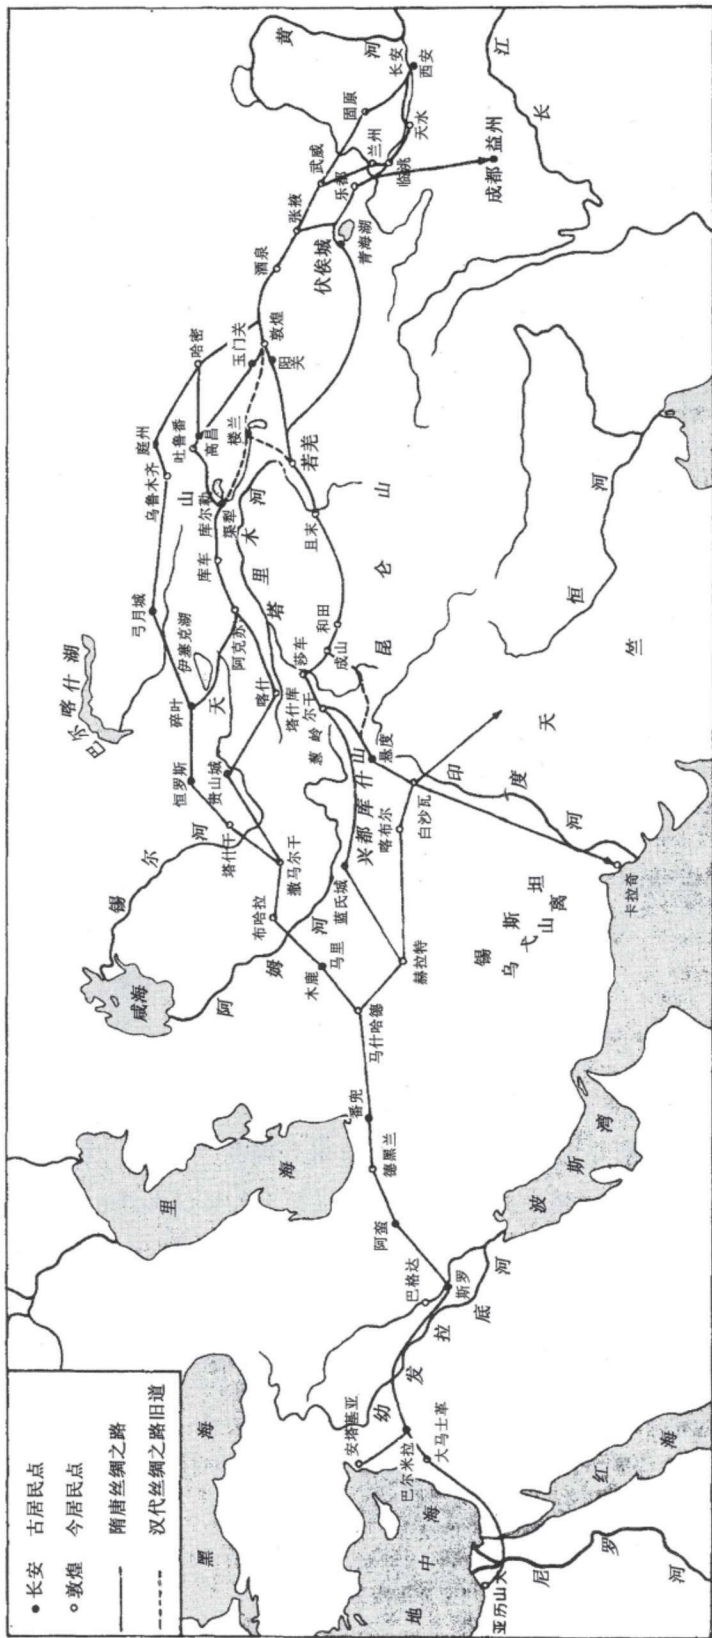 长安 古居民点
敦煌 今居民点
隋唐丝绸之路
汉代丝绸之路旧道
黑海
地中海
红海
尼罗河
亚历山大
安塔基亚
巴尔米拉
大马士革
幼发拉底河
巴格达
斯罗
阿蛮
德黑兰
番兜
里海
波斯湾
马什哈德
赫拉特
木鹿
马里
布哈拉
咸海
阿姆河
锡尔河
撒马尔干
塔什干
贵山城
恒罗斯
碎叶
伊塞克湖
巴尔喀什湖
弓月城
乌鲁木齐
庭州
吐鲁番
高昌
哈密
天山
阿克苏
喀什
库车
库尔勒
渠犁
塔里木河
楼兰
玉门关
阳关
敦煌
若羌
且末
和田
成山
莎车
塔什库尔干
葱岭
昆仑山
悬度
兴都库什山
蓝氏城
喀布尔
白沙瓦
印度河
卡拉奇
锡斯坦
乌弋山离
天竺
恒河
酒泉
张掖
武威
固原
乐都
兰州
临洮
天水
长安
西安
伏俟城
青海湖
成都
益州
黄河
长江